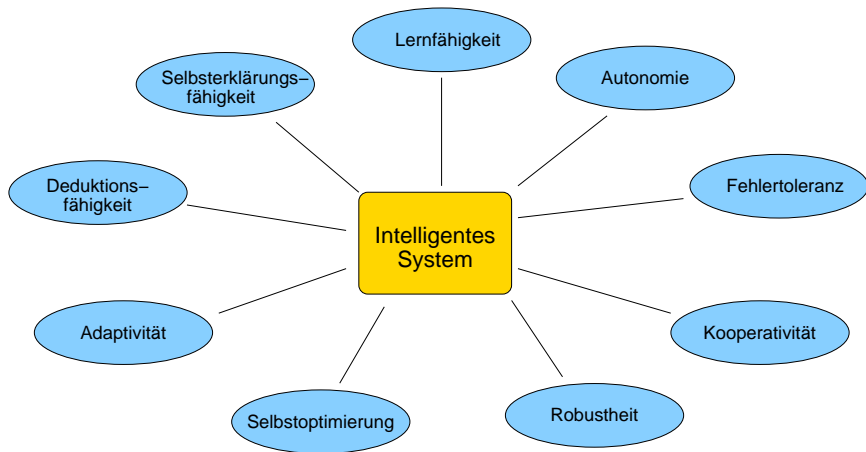 Lernfähigkeit
Selbsterklärungs–
fähigkeit
Autonomie
Deduktions–
fähigkeit
Fehlertoleranz
Intelligentes
System
Adaptivität
Kooperativität
Selbstoptimierung
Robustheit